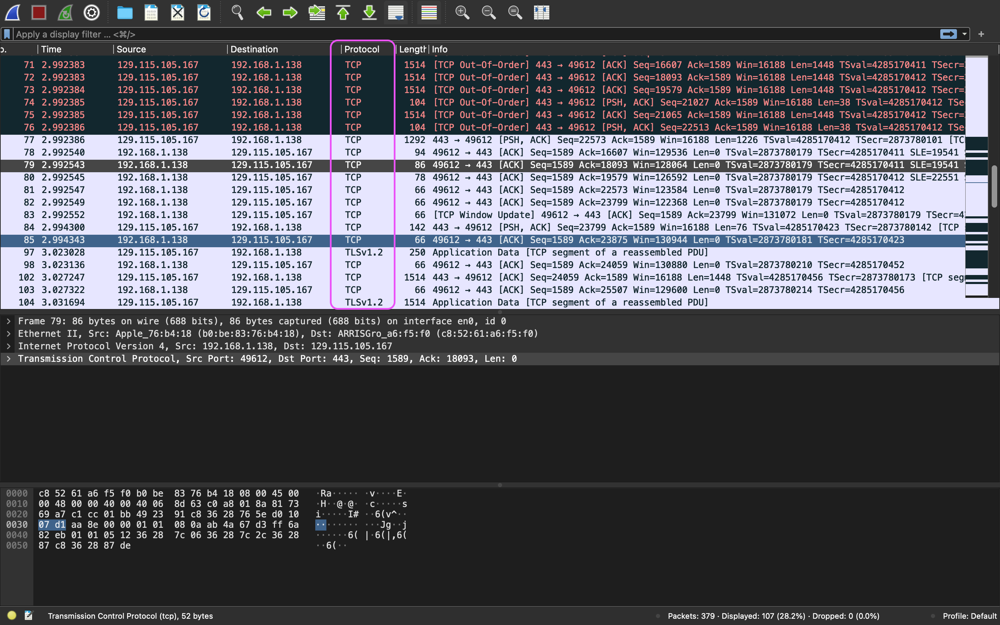 Apply a display filter ... <⌘/>
Time Source Destination Protocol Length Info
71 2.992383 129.115.105.167 192.168.1.138 TCP 1514 [TCP Out-Of-Order] 443 → 49612 [ACK] Seq=16607 Ack=1589 Win=16188 Len=1448 TSval=4285170411 TSecr=
72 2.992383 129.115.105.167 192.168.1.138 TCP 1514 [TCP Out-Of-Order] 443 → 49612 [ACK] Seq=18093 Ack=1589 Win=16188 Len=1448 TSval=4285170412 TSecr=
73 2.992384 129.115.105.167 192.168.1.138 TCP 1514 [TCP Out-Of-Order] 443 → 49612 [ACK] Seq=19579 Ack=1589 Win=16188 Len=1448 TSval=4285170412 TSecr=
74 2.992385 129.115.105.167 192.168.1.138 TCP 104 [TCP Out-Of-Order] 443 → 49612 [PSH, ACK] Seq=21027 Ack=1589 Win=16188 Len=38 TSval=4285170412 TSe
75 2.992385 129.115.105.167 192.168.1.138 TCP 1514 [TCP Out-Of-Order] 443 → 49612 [ACK] Seq=21065 Ack=1589 Win=16188 Len=1448 TSval=4285170412 TSecr=
76 2.992386 129.115.105.167 192.168.1.138 TCP 104 [TCP Out-Of-Order] 443 → 49612 [PSH, ACK] Seq=22513 Ack=1589 Win=16188 Len=38 TSval=4285170412 TSe
77 2.992386 129.115.105.167 192.168.1.138 TCP 1292 443 → 49612 [PSH, ACK] Seq=22573 Ack=1589 Win=16188 Len=1226 TSval=4285170412 TSecr=2873780101 [TC
78 2.992540 192.168.1.138 129.115.105.167 TCP 94 49612 → 443 [ACK] Seq=1589 Ack=16607 Win=129536 Len=0 TSval=2873780179 TSecr=4285170411 SLE=19541
79 2.992543 192.168.1.138 129.115.105.167 TCP 86 49612 → 443 [ACK] Seq=1589 Ack=18093 Win=128064 Len=0 TSval=2873780179 TSecr=4285170411 SLE=19541
80 2.992545 192.168.1.138 129.115.105.167 TCP 78 49612 → 443 [ACK] Seq=1589 Ack=19579 Win=126592 Len=0 TSval=2873780179 TSecr=4285170412 SLE=22551
81 2.992547 192.168.1.138 129.115.105.167 TCP 66 49612 → 443 [ACK] Seq=1589 Ack=22573 Win=123584 Len=0 TSval=2873780179 TSecr=4285170412
82 2.992549 192.168.1.138 129.115.105.167 TCP 66 49612 → 443 [ACK] Seq=1589 Ack=23799 Win=122368 Len=0 TSval=2873780179 TSecr=4285170412
83 2.992552 192.168.1.138 129.115.105.167 TCP 66 [TCP Window Update] 49612 → 443 [ACK] Seq=1589 Ack=23799 Win=131072 Len=0 TSval=2873780179 TSecr=4
84 2.994300 129.115.105.167 192.168.1.138 TCP 142 443 → 49612 [PSH, ACK] Seq=23799 Ack=1589 Win=16188 Len=76 TSval=4285170423 TSecr=2873780142 [TCP
85 2.994343 192.168.1.138 129.115.105.167 TCP 66 49612 → 443 [ACK] Seq=1589 Ack=23875 Win=130944 Len=0 TSval=2873780181 TSecr=4285170423
97 3.023028 129.115.105.167 192.168.1.138 TLSv1.2 250 Application Data [TCP segment of a reassembled PDU]
98 3.023136 192.168.1.138 129.115.105.167 TCP 66 49612 → 443 [ACK] Seq=1589 Ack=24059 Win=130880 Len=0 TSval=2873780210 TSecr=4285170452
102 3.027247 129.115.105.167 192.168.1.138 TCP 1514 443 → 49612 [ACK] Seq=24059 Ack=1589 Win=16188 Len=1448 TSval=4285170456 TSecr=2873780173 [TCP seg
103 3.027322 192.168.1.138 129.115.105.167 TCP 66 49612 → 443 [ACK] Seq=1589 Ack=25507 Win=129600 Len=0 TSval=2873780214 TSecr=4285170456
104 3.031694 129.115.105.167 192.168.1.138 TLSv1.2 1514 Application Data [TCP segment of a reassembled PDU]
Frame 79: 86 bytes on wire (688 bits), 86 bytes captured (688 bits) on interface en0, id 0
Ethernet II, Src: Apple_76:b4:18 (b0:be:83:76:b4:18), Dst: ARRISGro_a6:f5:f0 (c8:52:61:a6:f5:f0)
Internet Protocol Version 4, Src: 192.168.1.138, Dst: 129.115.105.167
Transmission Control Protocol, Src Port: 49612, Dst Port: 443, Seq: 1589, Ack: 18093, Len: 0
0000 c8 52 61 a6 f5 f0 b0 be 83 76 b4 18 08 00 45 00 ·Ra····· ·v····E·
0010 00 48 00 00 40 00 40 06 8d 63 c0 a8 01 8a 81 73 ·H··@·@· ·c·····s
0020 69 a7 c1 cc 01 bb 49 23 91 c8 36 28 76 5e d0 10 i·····I# ··6(v^··
0030 07 d1 aa 8e 00 00 01 01 08 0a ab 4a 67 d3 ff 6a ········ ···Jg··j
0040 82 eb 01 01 05 12 36 28 7c 06 36 28 7c 2c 36 28 ······6( |·6(|,6(
0050 87 c8 36 28 87 de ··6(··
Transmission Control Protocol (tcp), 52 bytes
Packets: 379 · Displayed: 107 (28.2%) · Dropped: 0 (0.0%)
Profile: Default